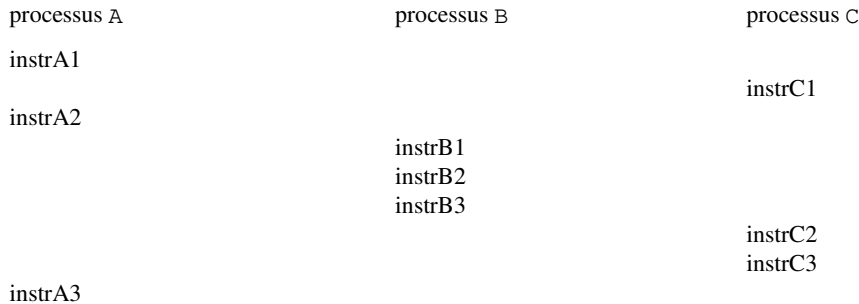 processus A processus B processus C
instrA1
instrC1
instrA2
instrB1
instrB2
instrB3
instrC2
instrC3
instrA3